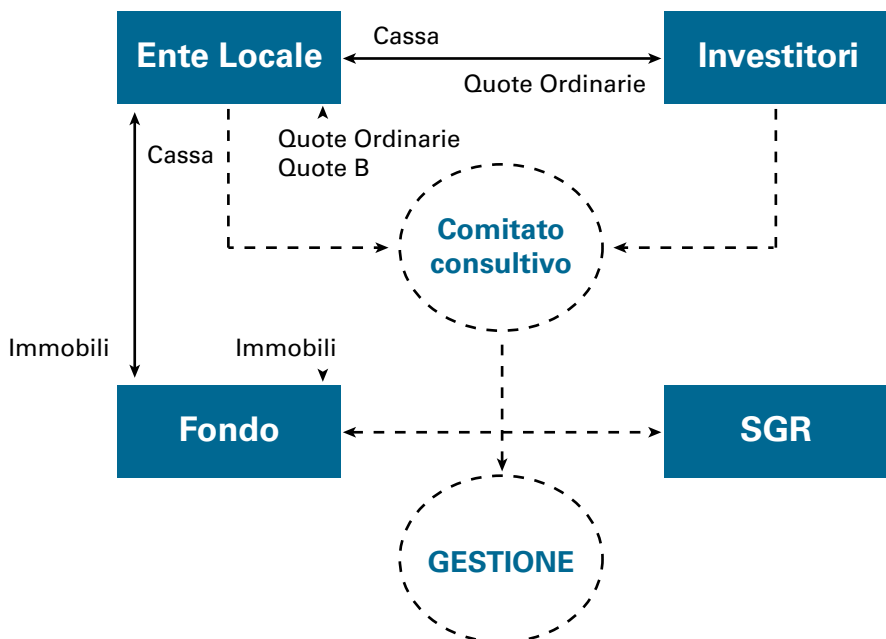 Ente Locale
Cassa
Quote Ordinarie
Investitori
Cassa
Quote Ordinarie
Quote B
Comitato
consultivo
Immobili
Immobili
Fondo
SGR
GESTIONE